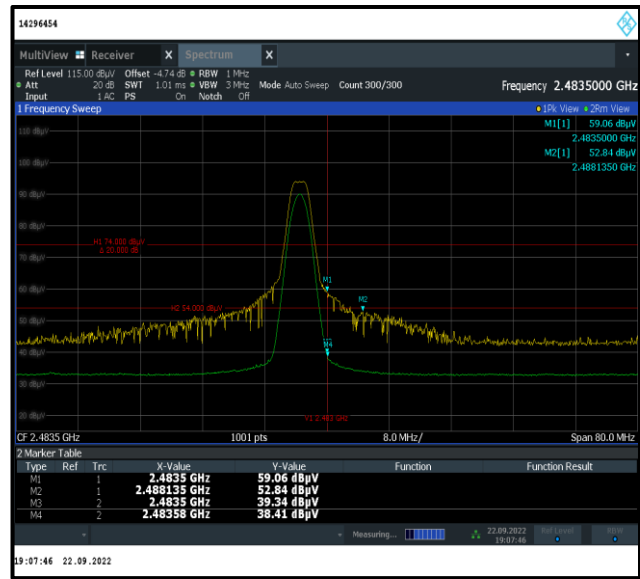 14296454
MultiView Receiver X Spectrum X
Ref Level 115.00 dBµV Offset -4.74 dB RBW 1 MHz
Att 20 dB SWT 1.01 ms VBW 3 MHz Mode Auto Sweep Count 300/300 Frequency 2.4835000 GHz
Input 1 AC PS On Notch Off
1 Frequency Sweep 1Pk View 2Rm View
M1[1] 59.06 dBµV
110 dBµV
2.4835000 GHz
M2[1] 52.84 dBµV
100 dBµV
2.4881350 GHz
90 dBµV
80 dBµV
H1 74.000 dBµV
Δ 20.000 dB
70 dBµV
60 dBµV
M1
M2
H2 54.000 dBµV
50 dBµV
M4
40 dBµV
30 dBµV
20 dBµV
V1 2.483 GHz
CF 2.4835 GHz 1001 pts 8.0 MHz/ Span 80.0 MHz
2 Marker Table
Type Ref Trc X-Value Y-Value Function Function Result
M1 1 2.4835 GHz 59.06 dBµV
M2 1 2.488135 GHz 52.84 dBµV
M3 2 2.4835 GHz 39.34 dBµV
M4 2 2.48358 GHz 38.41 dBµV
Measuring... 22.09.2022 Ref Level RBW
19:07:46
19:07:46 22.09.2022